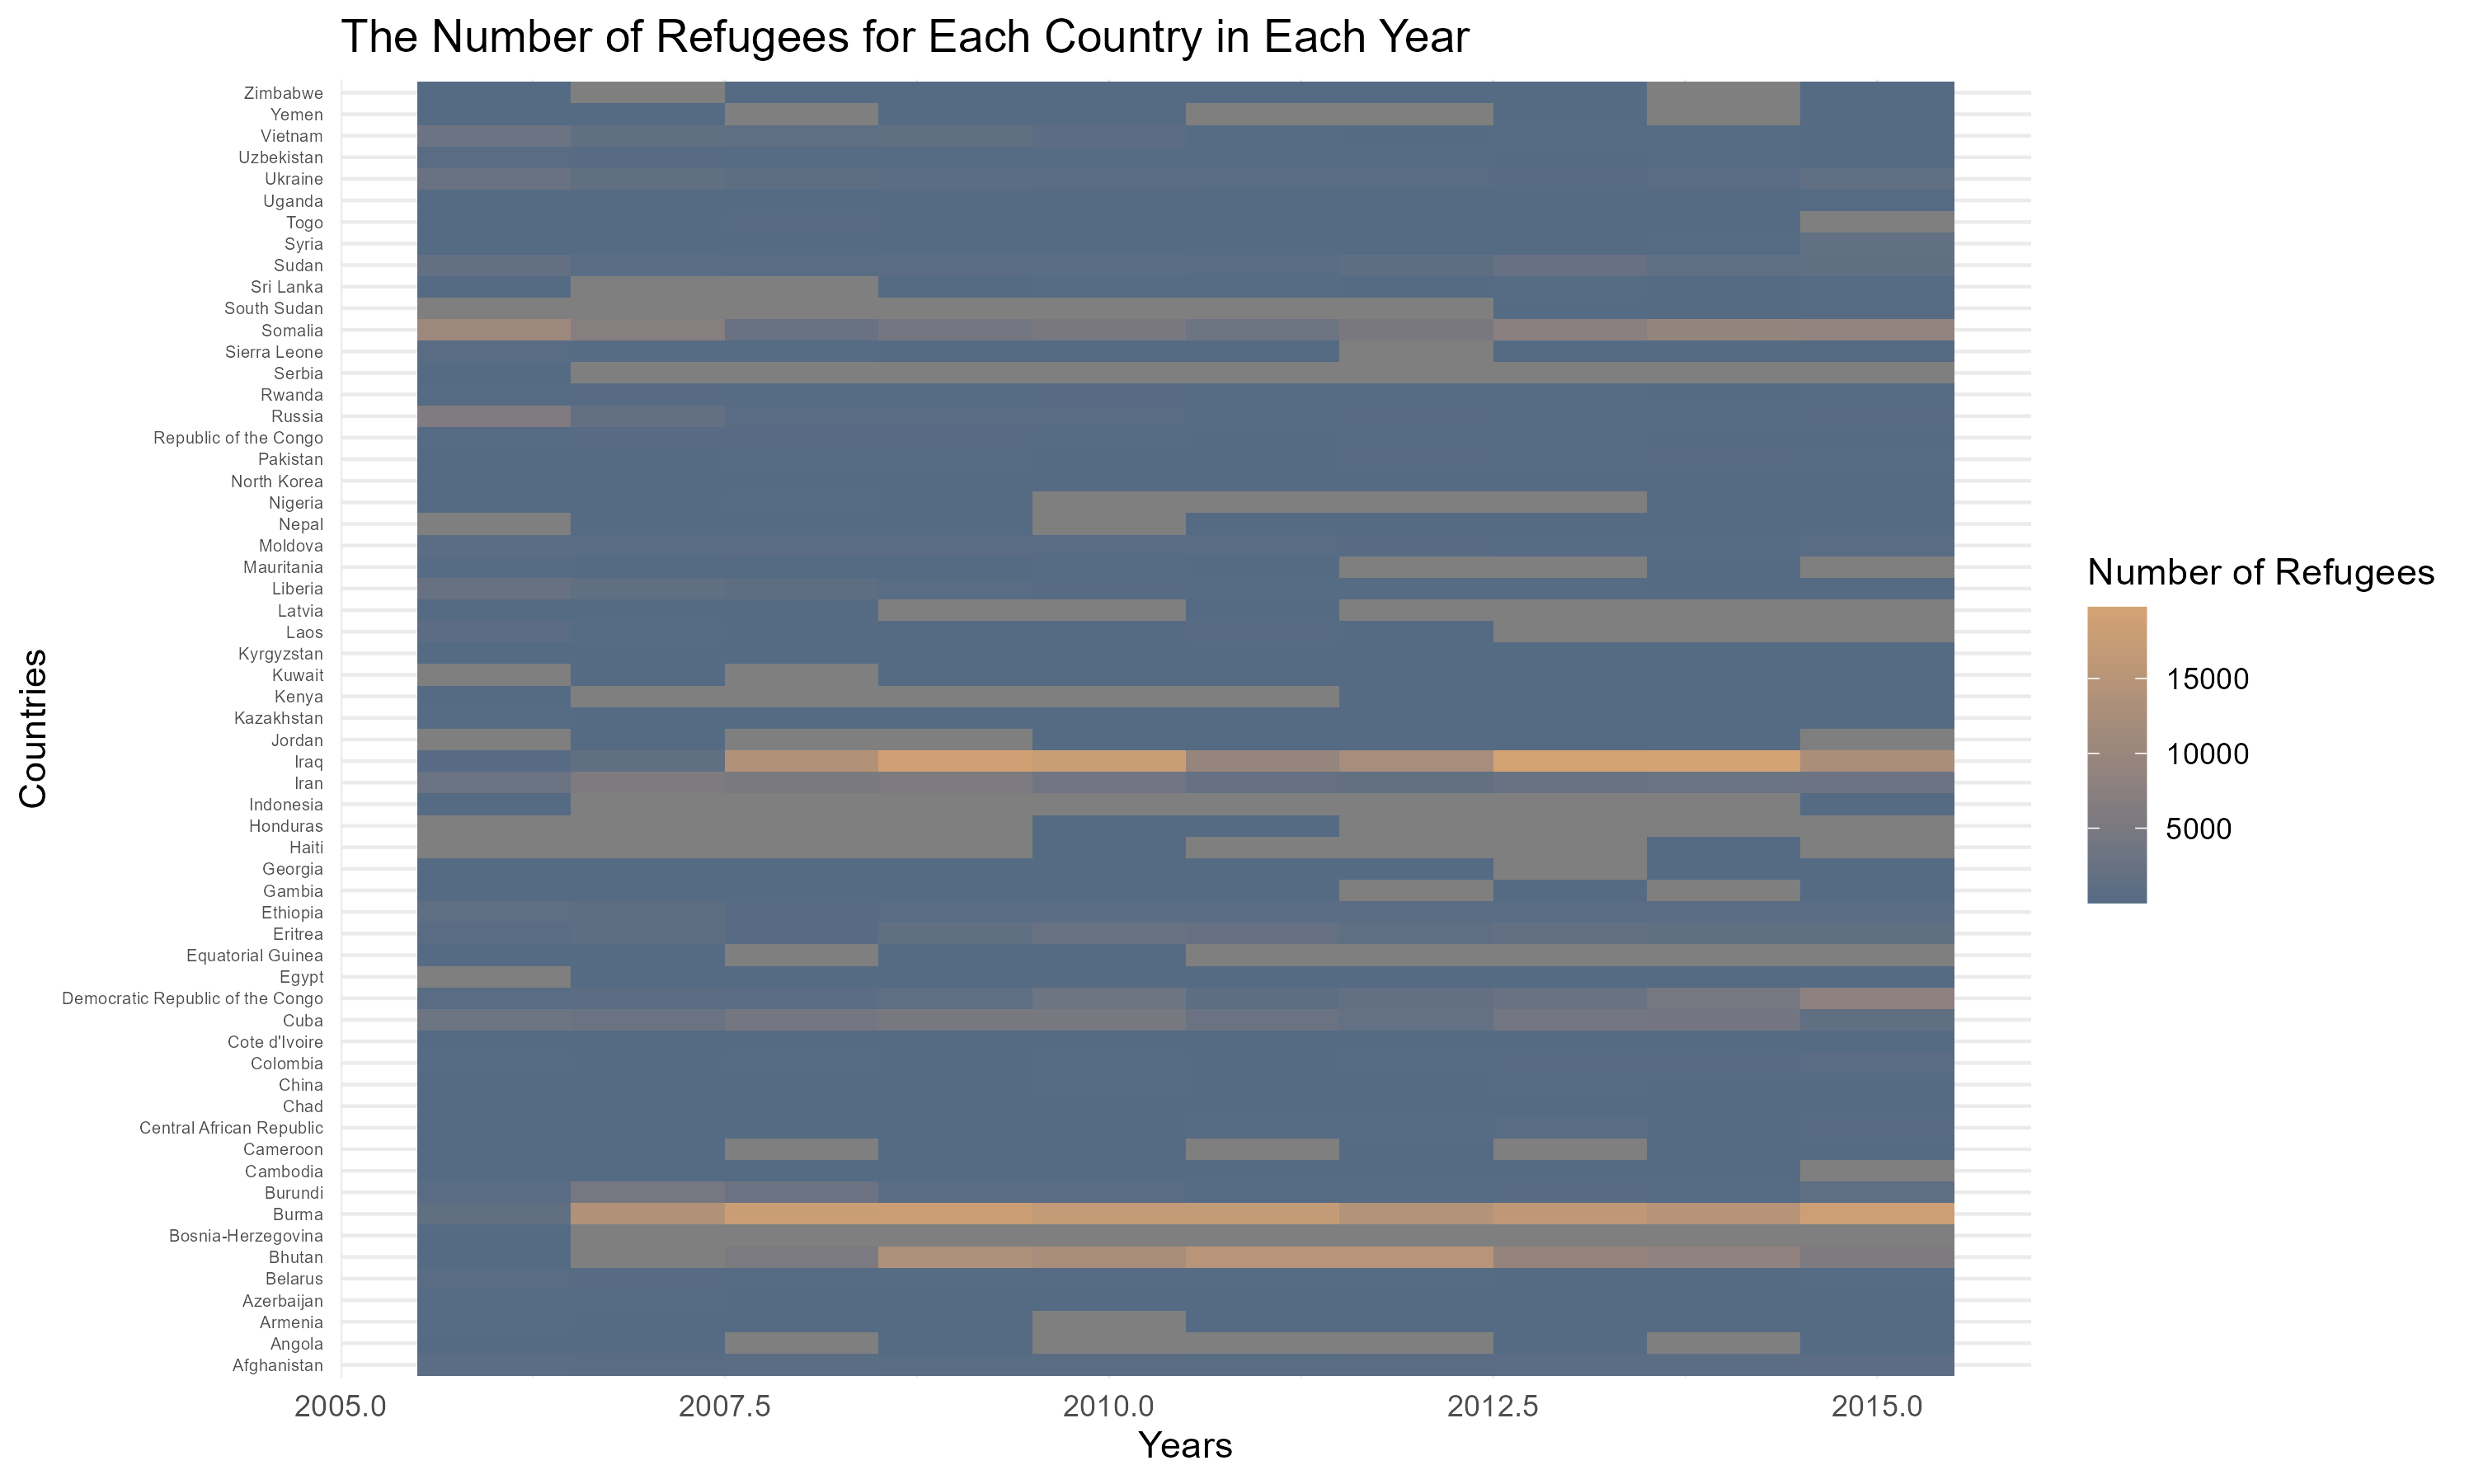 The Number of Refugees for Each Country in Each Year
Zimbabwe
Yemen
Vietnam
Uzbekistan
Ukraine
Uganda
Togo
Syria
Sudan
Sri Lanka
South Sudan
Somalia
Sierra Leone
Serbia
Rwanda
Russia
Republic of the Congo
Pakistan
North Korea
Nigeria
Nepal
Moldova
Mauritania
Liberia
Latvia
Laos
Kyrgyzstan
Kuwait
Kenya
Kazakhstan
Jordan
Iraq
Iran
Indonesia
Honduras
Haiti
Georgia
Gambia
Ethiopia
Eritrea
Equatorial Guinea
Egypt
Democratic Republic of the Congo
Cuba
Cote d'Ivoire
Colombia
China
Chad
Central African Republic
Cameroon
Cambodia
Burundi
Burma
Bosnia-Herzegovina
Bhutan
Belarus
Azerbaijan
Armenia
Angola
Afghanistan
Countries
2005.0 2007.5 2010.0 2012.5 2015.0
Years
Number of Refugees
15000
10000
5000